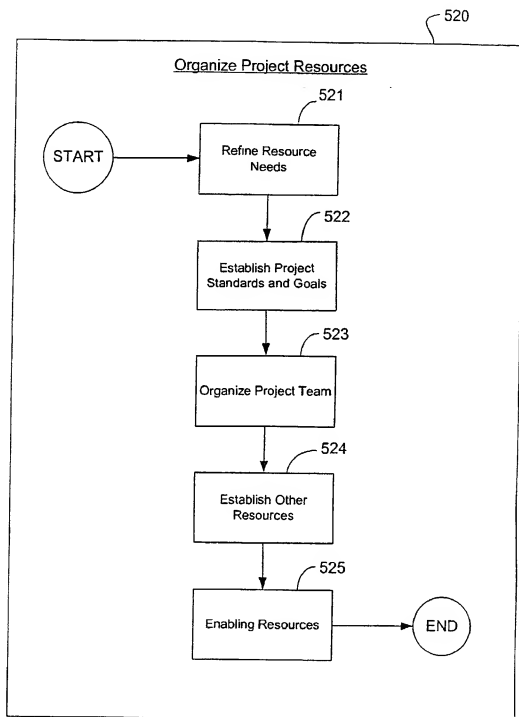 520
Organize Project Resources
521
START
Refine Resource
Needs
522
Establish Project
Standards and Goals
523
Organize Project Team
524
Establish Other
Resources
525
Enabling Resources
END